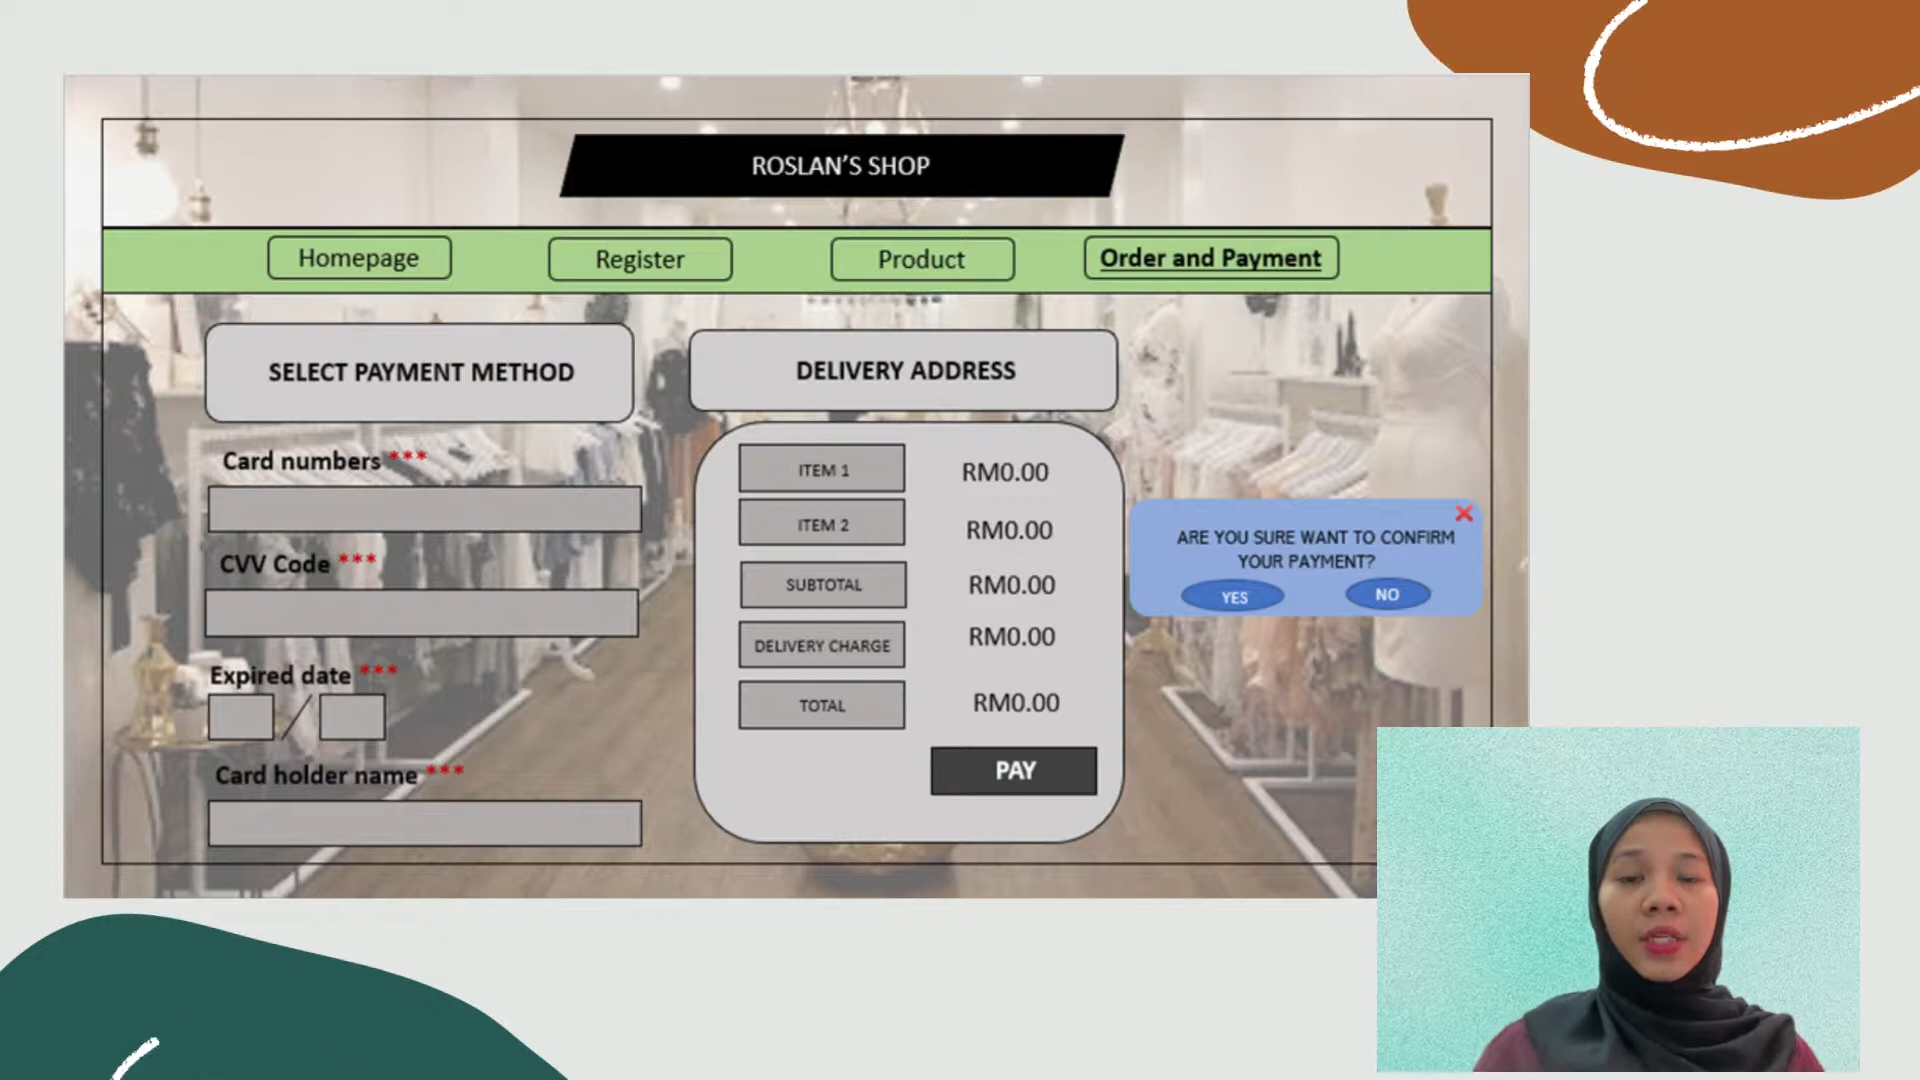 ROSLAN'S SHOP
Homepage
Register
Product
Order and Payment
SELECT PAYMENT METHOD
DELIVERY ADDRESS
Card numbers ***
CVV Code ***
Expired date ***
/
Card holder name ***
ITEM 1 RM0.00
ITEM 2 RM0.00
SUBTOTAL RM0.00
DELIVERY CHARGE RM0.00
TOTAL RM0.00
PAY
ARE YOU SURE WANT TO CONFIRM
YOUR PAYMENT?
YES
NO